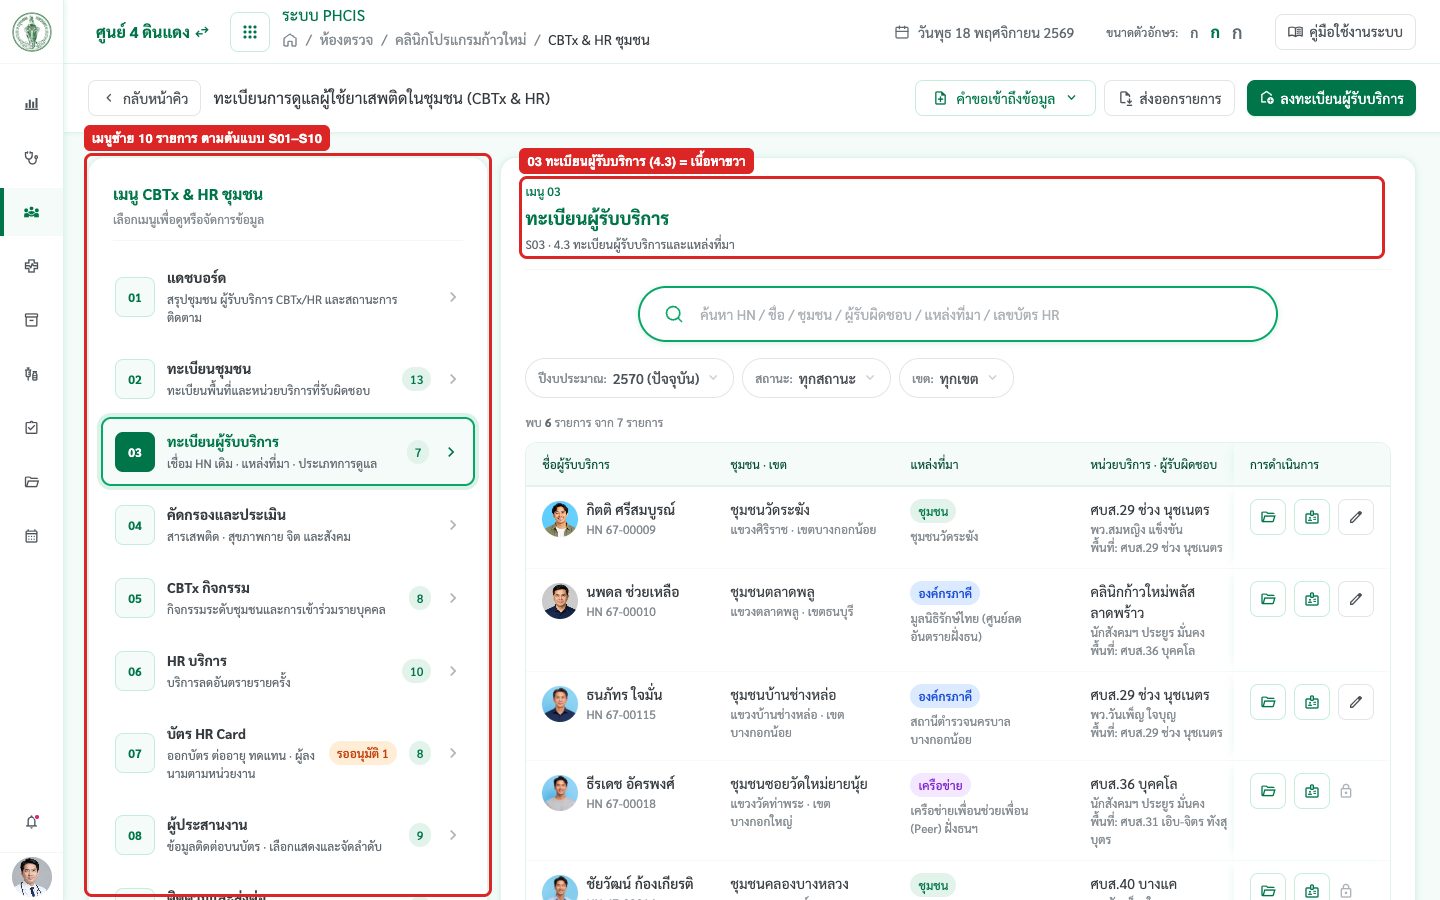 ศูนย์ 4 ดินแดง
ระบบ PHCIS
/ ห้องตรวจ / คลินิกโปรแกรมก้าวใหม่ / CBTx & HR ชุมชน
วันพุธ 18 พฤศจิกายน 2569
ขนาดตัวอักษร: ก ก ก
คู่มือใช้งานระบบ
กลับหน้าคิว
ทะเบียนการดูแลผู้ใช้ยาเสพติดในชุมชน (CBTx & HR)
คำขอเข้าถึงข้อมูล
ส่งออกรายการ
ลงทะเบียนผู้รับบริการ
เมนูซ้าย 10 รายการ ตามต้นแบบ S01–S10
เมนู CBTx & HR ชุมชน
เลือกเมนูเพื่อดูหรือจัดการข้อมูล
01
แดชบอร์ด
สรุปชุมชน ผู้รับบริการ CBTx/HR และสถานะการ
ติดตาม
02
ทะเบียนชุมชน
ทะเบียนพื้นที่และหน่วยบริการที่รับผิดชอบ
13
03
ทะเบียนผู้รับบริการ
เชื่อม HN เดิม · แหล่งที่มา · ประเภทการดูแล
7
04
คัดกรองและประเมิน
สารเสพติด · สุขภาพกาย จิต และสังคม
05
CBTx กิจกรรม
กิจกรรมระดับชุมชนและการเข้าร่วมรายบุคคล
8
06
HR บริการ
บริการลดอันตรายรายครั้ง
10
07
บัตร HR Card
ออกบัตร ต่ออายุ ทดแทน · ผู้ลง
นามตามหน่วยงาน
รออนุมัติ 1
8
08
ผู้ประสานงาน
ข้อมูลติดต่อบนบัตร · เลือกแสดงและจัดลำดับ
9
03 ทะเบียนผู้รับบริการ (4.3) = เนื้อหาขวา
เมนู 03
ทะเบียนผู้รับบริการ
S03 · 4.3 ทะเบียนผู้รับบริการและแหล่งที่มา
ค้นหา HN / ชื่อ / ชุมชน / ผู้รับผิดชอบ / แหล่งที่มา / เลขบัตร HR
ปีงบประมาณ: 2570 (ปัจจุบัน)
สถานะ: ทุกสถานะ
เขต: ทุกเขต
พบ 6 รายการ จาก 7 รายการ
ชื่อผู้รับบริการ
ชุมชน · เขต
แหล่งที่มา
หน่วยบริการ · ผู้รับผิดชอบ
การดำเนินการ
กิตติ ศรีสมบูรณ์
HN 67-00009
ชุมชนวัดระฆัง
แขวงศิริราช · เขตบางกอกน้อย
ชุมชน
ชุมชนวัดระฆัง
ศบส.29 ช่วง นุชเนตร
พว.สมหญิง แข็งขัน
พื้นที่: ศบส.29 ช่วง นุชเนตร
นพดล ช่วยเหลือ
HN 67-00010
ชุมชนตลาดพลู
แขวงตลาดพลู · เขตธนบุรี
องค์กรภาคี
มูลนิธิรักษ์ไทย (ศูนย์ลด
อันตรายฝั่งธน)
คลินิกก้าวใหม่พลัส
ลาดพร้าว
นักสังคมฯ ประยูร มั่นคง
พื้นที่: ศบส.36 บุคคโล
ธนภัทร ใจมั่น
HN 67-00115
ชุมชนบ้านช่างหล่อ
แขวงบ้านช่างหล่อ · เขต
บางกอกน้อย
องค์กรภาคี
สถานีตำรวจนครบาล
บางกอกน้อย
ศบส.29 ช่วง นุชเนตร
พว.วันเพ็ญ ใจบุญ
พื้นที่: ศบส.29 ช่วง นุชเนตร
ธีรเดช อัครพงศ์
HN 67-00018
ชุมชนซอยวัดใหม่ยายนุ้ย
แขวงวัดท่าพระ · เขต
บางกอกใหญ่
เครือข่าย
เครือข่ายเพื่อนช่วยเพื่อน
(Peer) ฝั่งธนฯ
ศบส.36 บุคคโล
นักสังคมฯ ประยูร มั่นคง
พื้นที่: ศบส.31 เอิบ-จิตร ทังสุ
บุตร
ชัยวัฒน์ ก้องเกียรติ
ชุมชนคลองบางหลวง
ชุมชน
ศบส.40 บางแค